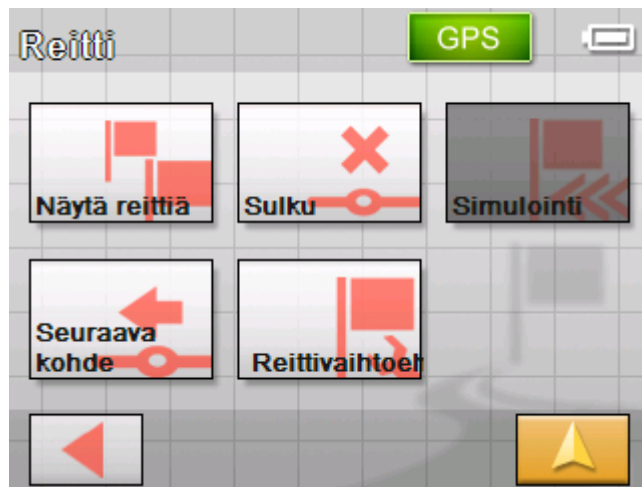 Reitti
GPS
Näytä reittiä
Sulku
Simulointi
Seuraava
kohde
Reittivaihtoeh